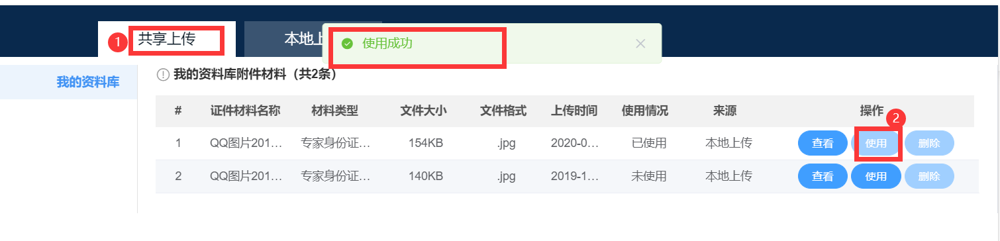 1 共享上传 本地上
使用成功
我的资料库
我的资料库附件材料（共2条）
# 证件材料名称 材料类型 文件大小 文件格式 上传时间 使用情况 来源 操作 2
1 QQ图片201... 专家身份证... 154KB .jpg 2020-0... 已使用 本地上传 查看 使用 删除
2 QQ图片201... 专家身份证... 140KB .jpg 2019-1... 未使用 本地上传 查看 使用 删除